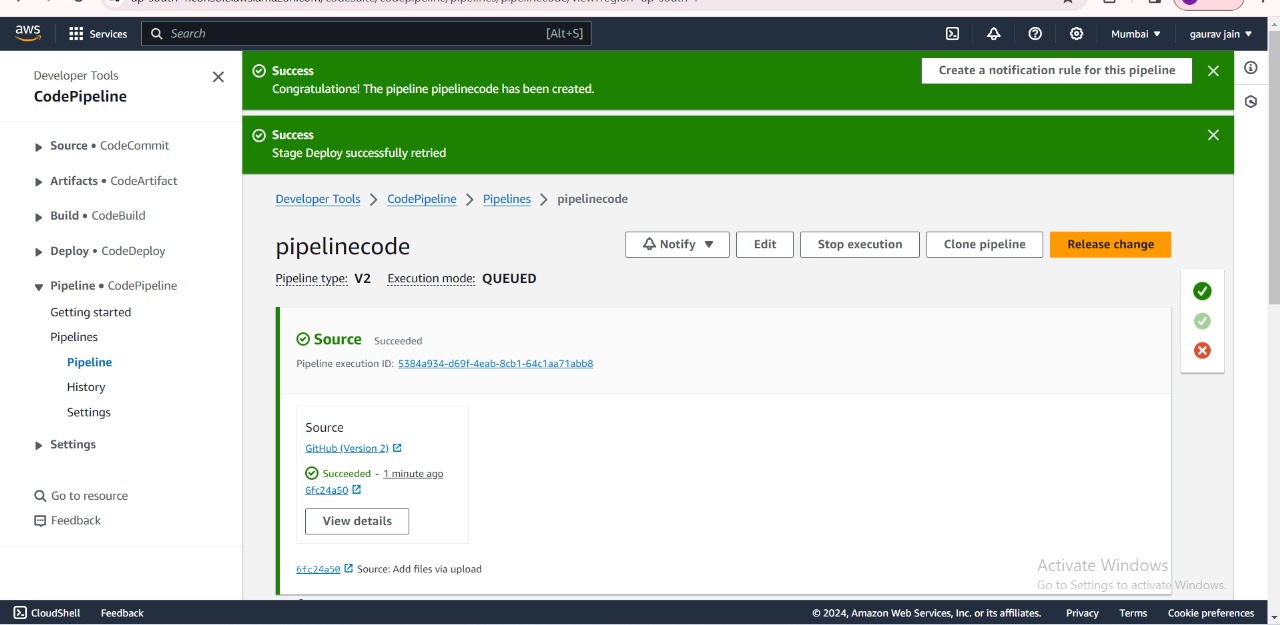 aws
Services
Search
[Alt+S]
Mumbai ▼
gaurav jain ▼
Developer Tools
CodePipeline
Source • CodeCommit
Artifacts • CodeArtifact
Build • CodeBuild
Deploy • CodeDeploy
Pipeline • CodePipeline
Getting started
Pipelines
Pipeline
History
Settings
Settings
Go to resource
Feedback
Success
Congratulations! The pipeline pipelinecode has been created.
Create a notification rule for this pipeline
Success
Stage Deploy successfully retried
Developer Tools > CodePipeline > Pipelines > pipelinecode
pipelinecode
Notify ▼
Edit
Stop execution
Clone pipeline
Release change
Pipeline type: V2 Execution mode: QUEUED
Source Succeeded
Pipeline execution ID: 5384a934-d69f-4eab-8cb1-64c1aa71abb8
Source
GitHub (Version 2)
Succeeded - 1 minute ago
6fc24a50
View details
6fc24a50 Source: Add files via upload
Activate Windows
Go to Settings to activate Windows.
CloudShell
Feedback
© 2024, Amazon Web Services, Inc. or its affiliates.
Privacy
Terms
Cookie preferences